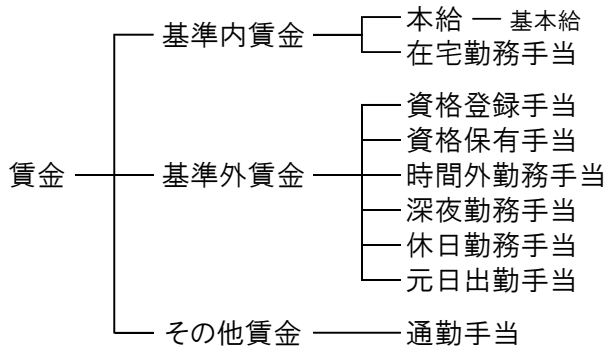 本給 ― 基本給
基準内賃金
在宅勤務手当
資格登録手当
資格保有手当
賃金 基準外賃金 時間外勤務手当
深夜勤務手当
休日勤務手当
元日出勤手当
その他賃金 通勤手当